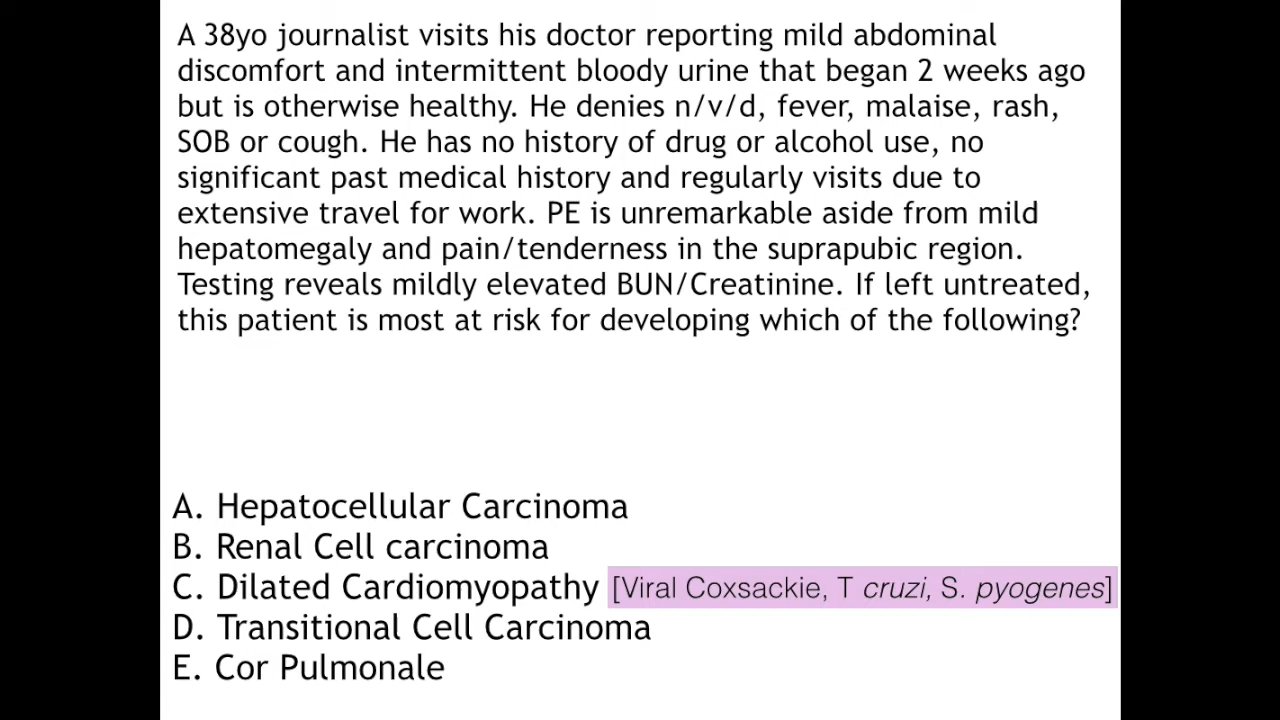 A 38yo journalist visits his doctor reporting mild abdominal
discomfort and intermittent bloody urine that began 2 weeks ago
but is otherwise healthy. He denies n/v/d, fever, malaise, rash,
SOB or cough. He has no history of drug or alcohol use, no
significant past medical history and regularly visits due to
extensive travel for work. PE is unremarkable aside from mild
hepatomegaly and pain/tenderness in the suprapubic region.
Testing reveals mildly elevated BUN/Creatinine. If left untreated,
this patient is most at risk for developing which of the following?
A. Hepatocellular Carcinoma
B. Renal Cell carcinoma
C. Dilated Cardiomyopathy [Viral Coxsackie, T cruzi, S. pyogenes]
D. Transitional Cell Carcinoma
E. Cor Pulmonale